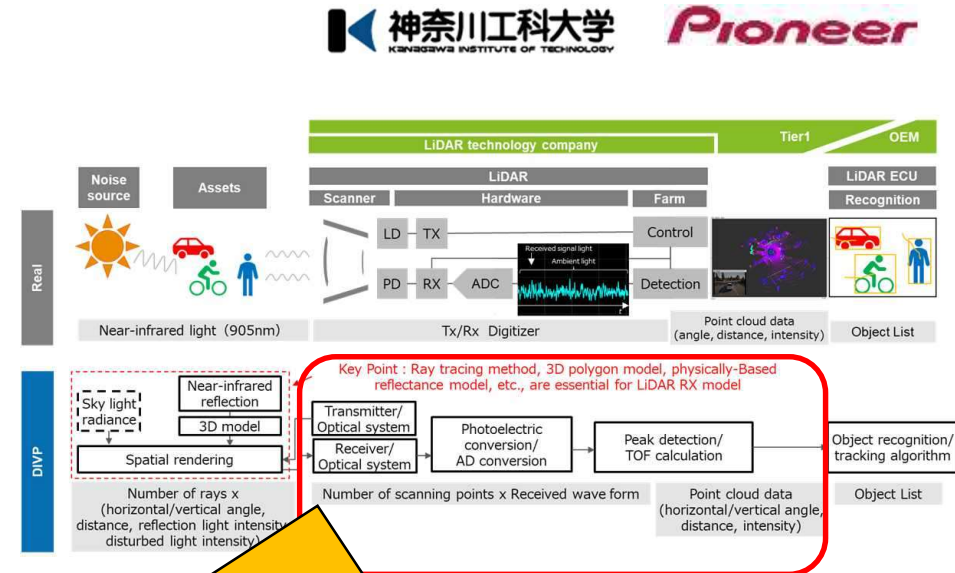 神奈川工科大学
KANAGAWA INSTITUTE OF TECHNOLOGY
Pioneer
LiDAR technology company
Tier1
OEM
Noise
source
Assets
LiDAR
LiDAR ECU
Scanner
Hardware
Farm
Recognition
Real
LD
TX
Control
Received signal light
Ambient light
PD
RX
ADC
t
Detection
Near-infrared light (905nm)
Tx/Rx Digitizer
Point cloud data
(angle, distance, intensity)
Object List
DIVP
Key Point : Ray tracing method, 3D polygon model, physically-Based
reflectance model, etc., are essential for LiDAR RX model
Sky light
radiance
Near-infrared
reflection
3D model
Spatial rendering
Transmitter/
Optical system
Receiver/
Optical system
Photoelectric
conversion/
AD conversion
Peak detection/
TOF calculation
Object recognition/
tracking algorithm
Number of rays x
(horizontal/vertical angle,
distance, reflection light intensity
disturbed light intensity)
Number of scanning points x Received wave form
Point cloud data
(horizontal/vertical angle,
distance, intensity)
Object List